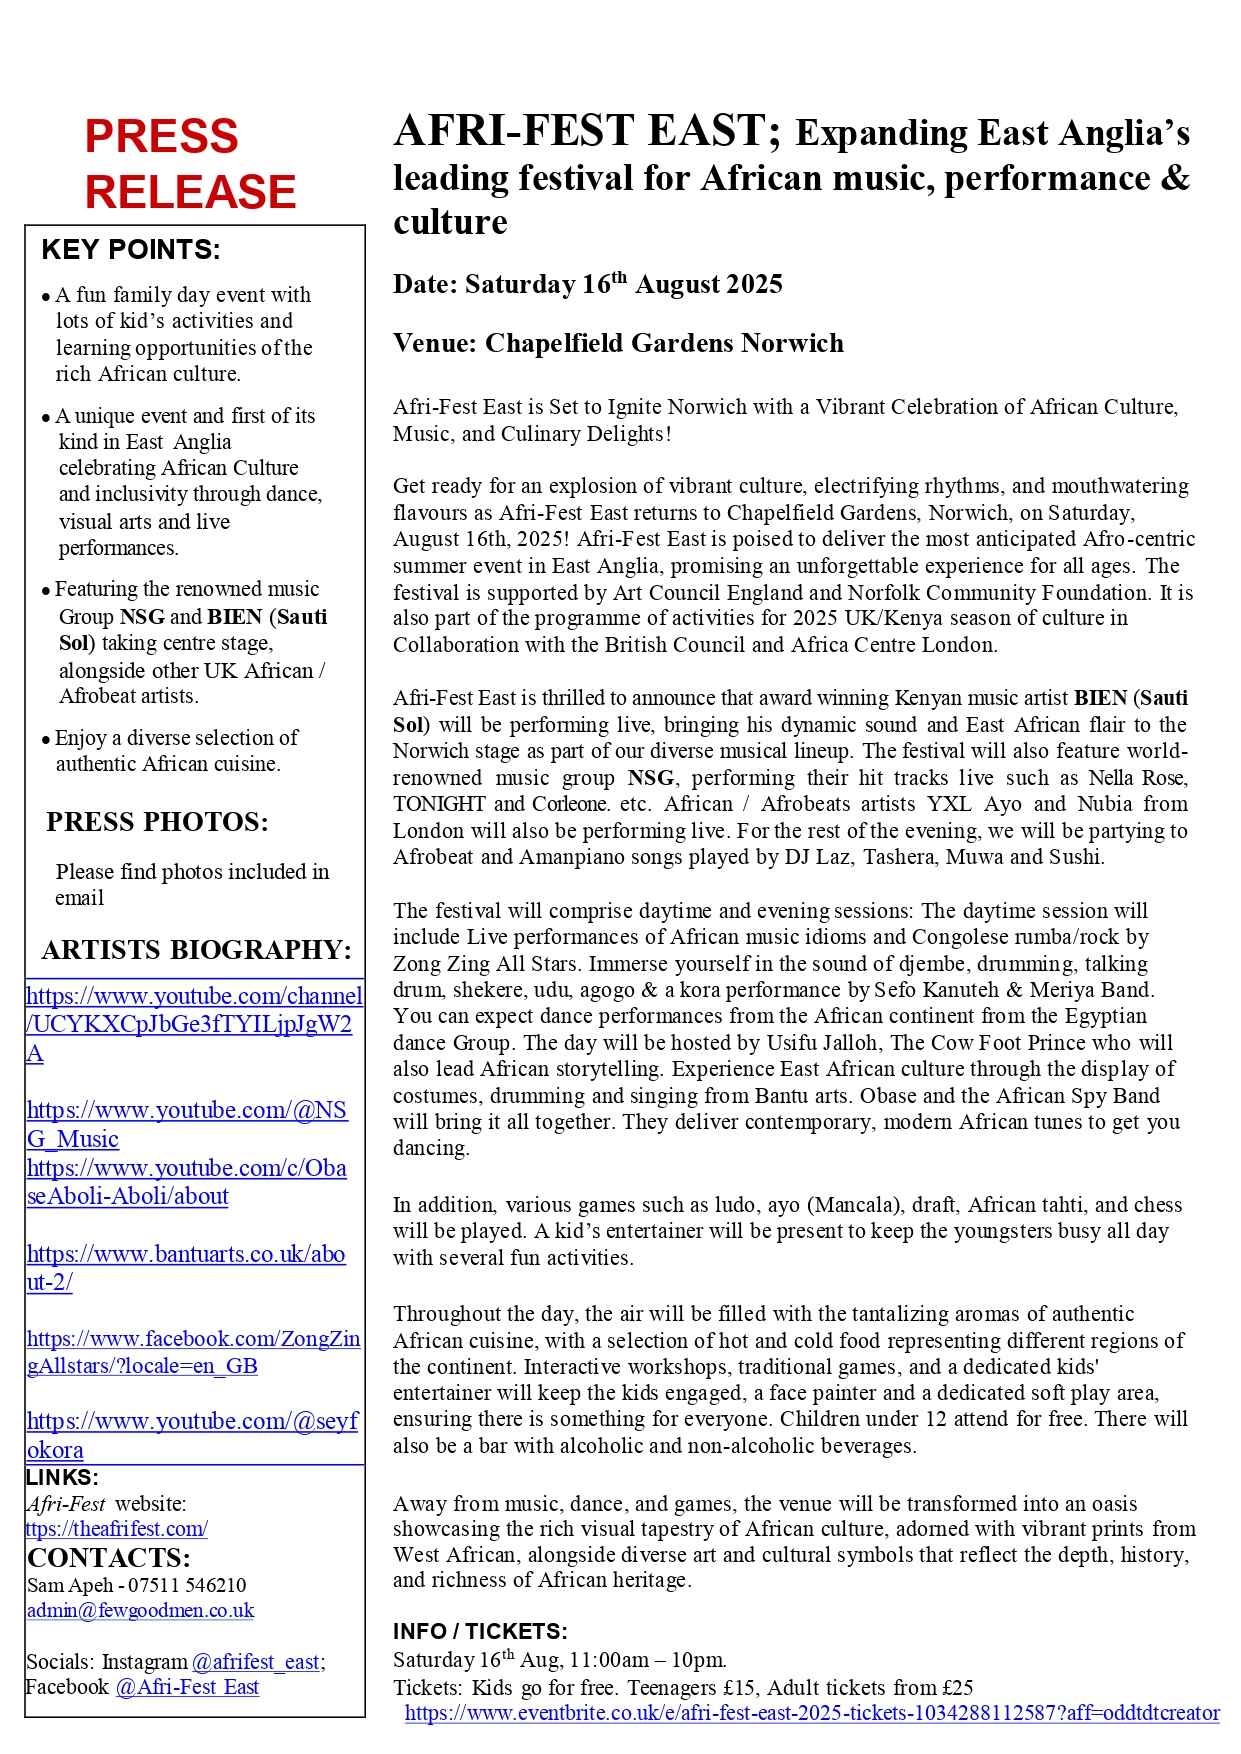 PRESS
RELEASE
KEY POINTS:
• A fun family day event with
lots of kid’s activities and
learning opportunities of the
rich African culture.
• A unique event and first of its
kind in East Anglia
celebrating African Culture
and inclusivity through dance,
visual arts and live
performances.
• Featuring the renowned music
Group NSG and BIEN (Sauti
Sol) taking centre stage,
alongside other UK African /
Afrobeat artists.
• Enjoy a diverse selection of
authentic African cuisine.
PRESS PHOTOS:
Please find photos included in
email
ARTISTS BIOGRAPHY:
https://www.youtube.com/channel
/UCYKXCpJbGe3fTYILjpJgW2
A
https://www.youtube.com/@NS
G_Music
https://www.youtube.com/c/Oba
seAboli-Aboli/about
https://www.bantuarts.co.uk/abo
ut-2/
https://www.facebook.com/ZongZin
gAllstars/?locale=en_GB
https://www.youtube.com/@seyf
okora
LINKS:
Afri-Fest website:
ttps://theafrifest.com/
CONTACTS:
Sam Apeh - 07511 546210
admin@fewgoodmen.co.uk
Socials: Instagram @afrifest_east;
Facebook @Afri-Fest East
AFRI-FEST EAST; Expanding East Anglia’s
leading festival for African music, performance &
culture
Date: Saturday 16th August 2025
Venue: Chapelfield Gardens Norwich
Afri-Fest East is Set to Ignite Norwich with a Vibrant Celebration of African Culture,
Music, and Culinary Delights!
Get ready for an explosion of vibrant culture, electrifying rhythms, and mouthwatering
flavours as Afri-Fest East returns to Chapelfield Gardens, Norwich, on Saturday,
August 16th, 2025! Afri-Fest East is poised to deliver the most anticipated Afro-centric
summer event in East Anglia, promising an unforgettable experience for all ages. The
festival is supported by Art Council England and Norfolk Community Foundation. It is
also part of the programme of activities for 2025 UK/Kenya season of culture in
Collaboration with the British Council and Africa Centre London.
Afri-Fest East is thrilled to announce that award winning Kenyan music artist BIEN (Sauti
Sol) will be performing live, bringing his dynamic sound and East African flair to the
Norwich stage as part of our diverse musical lineup. The festival will also feature world-
renowned music group NSG, performing their hit tracks live such as Nella Rose,
TONIGHT and Corleone. etc. African / Afrobeats artists YXL Ayo and Nubia from
London will also be performing live. For the rest of the evening, we will be partying to
Afrobeat and Amanpiano songs played by DJ Laz, Tashera, Muwa and Sushi.
The festival will comprise daytime and evening sessions: The daytime session will
include Live performances of African music idioms and Congolese rumba/rock by
Zong Zing All Stars. Immerse yourself in the sound of djembe, drumming, talking
drum, shekere, udu, agogo & a kora performance by Sefo Kanuteh & Meriya Band.
You can expect dance performances from the African continent from the Egyptian
dance Group. The day will be hosted by Usifu Jalloh, The Cow Foot Prince who will
also lead African storytelling. Experience East African culture through the display of
costumes, drumming and singing from Bantu arts. Obase and the African Spy Band
will bring it all together. They deliver contemporary, modern African tunes to get you
dancing.
In addition, various games such as ludo, ayo (Mancala), draft, African tahti, and chess
will be played. A kid’s entertainer will be present to keep the youngsters busy all day
with several fun activities.
Throughout the day, the air will be filled with the tantalizing aromas of authentic
African cuisine, with a selection of hot and cold food representing different regions of
the continent. Interactive workshops, traditional games, and a dedicated kids'
entertainer will keep the kids engaged, a face painter and a dedicated soft play area,
ensuring there is something for everyone. Children under 12 attend for free. There will
also be a bar with alcoholic and non-alcoholic beverages.
Away from music, dance, and games, the venue will be transformed into an oasis
showcasing the rich visual tapestry of African culture, adorned with vibrant prints from
West African, alongside diverse art and cultural symbols that reflect the depth, history,
and richness of African heritage.
INFO / TICKETS:
Saturday 16th Aug, 11:00am – 10pm.
Tickets: Kids go for free. Teenagers £15, Adult tickets from £25
https://www.eventbrite.co.uk/e/afri-fest-east-2025-tickets-1034288112587?aff=oddtdtcreator